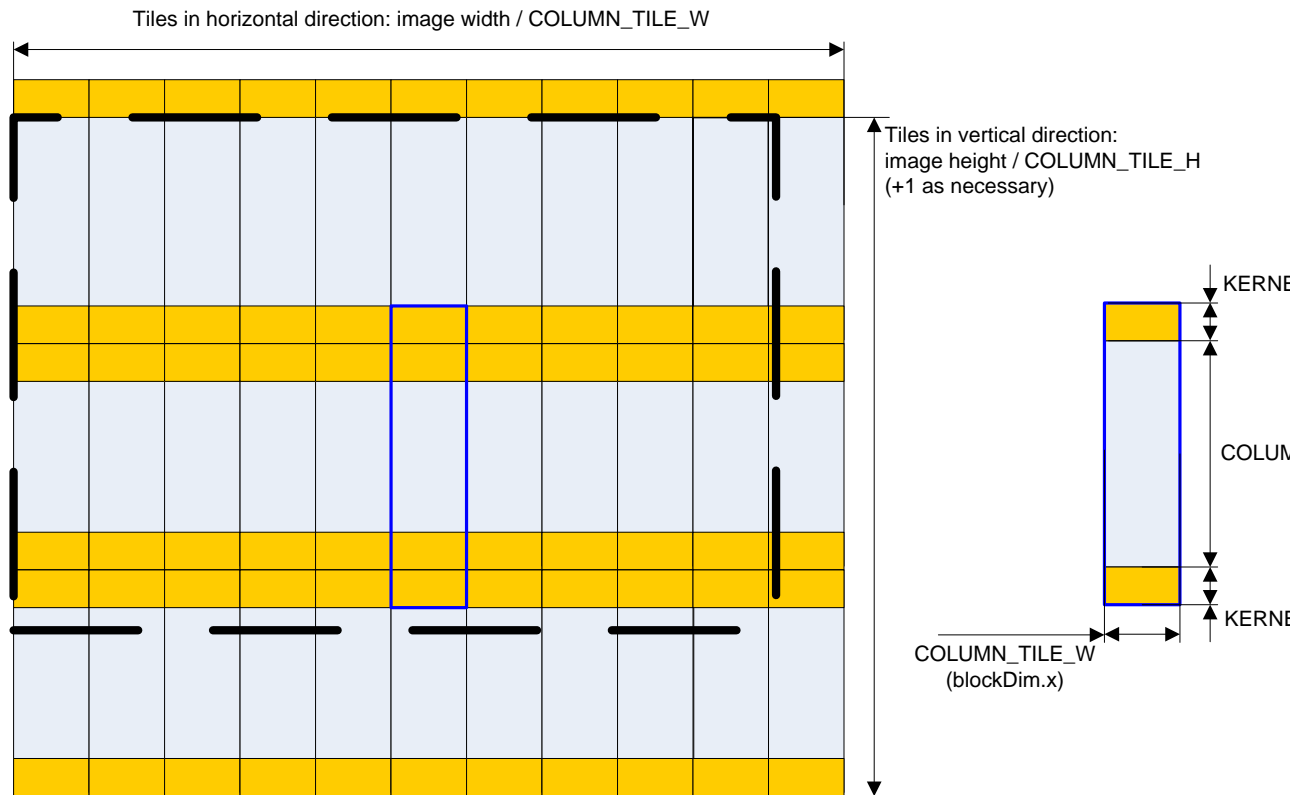 Tiles in horizontal direction: image width / COLUMN_TILE_W
Tiles in vertical direction:
image height / COLUMN_TILE_H
(+1 as necessary)
COLUMN_TILE_W
(blockDim.x)